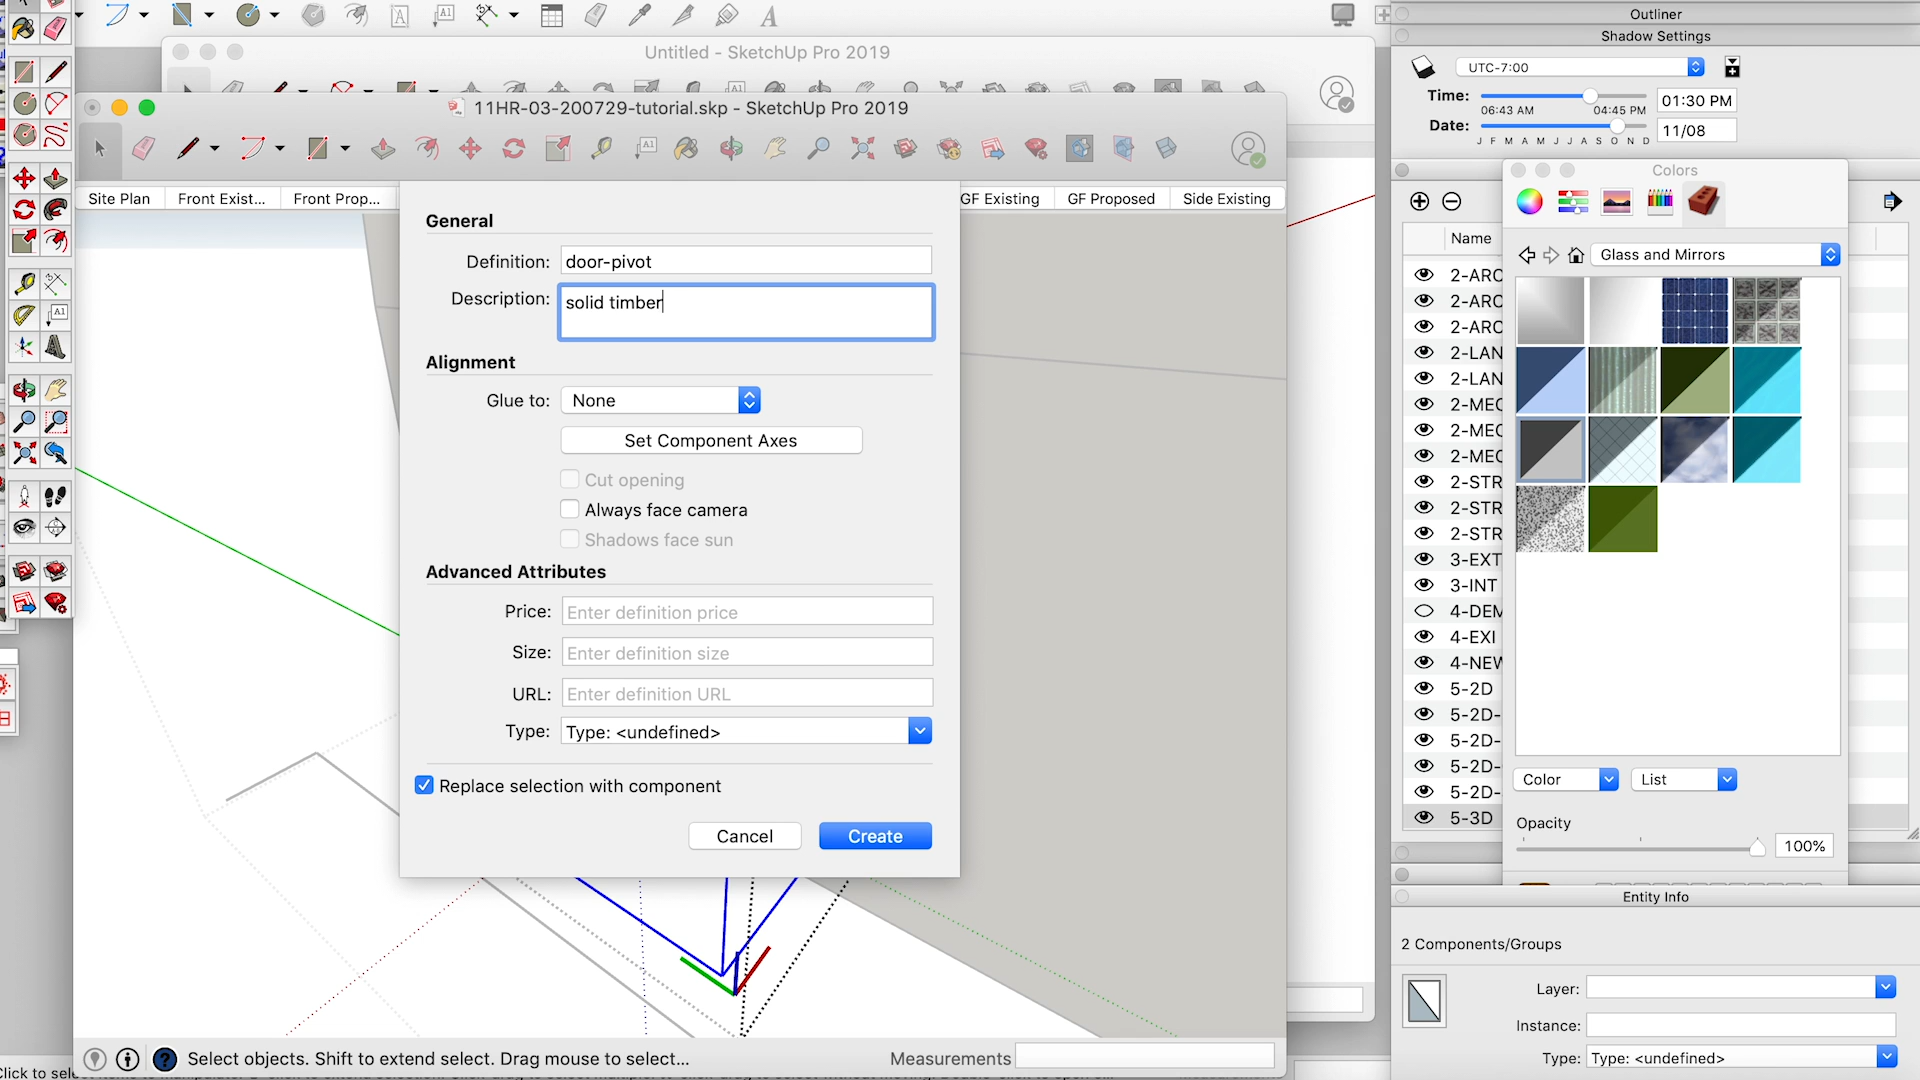 Untitled - SketchUp Pro 2019
11HR-03-200729-tutorial.skp - SketchUp Pro 2019
Site Plan
Front Exist...
Front Prop...
GF Existing
GF Proposed
Side Existing
General
Definition: door-pivot
Description: solid timber
Alignment
Glue to: None
Set Component Axes
Cut opening
Always face camera
Shadows face sun
Advanced Attributes
Price: Enter definition price
Size: Enter definition size
URL: Enter definition URL
Type: Type: <undefined>
Replace selection with component
Cancel
Create
Select objects. Shift to extend select. Drag mouse to select...
Measurements
Outliner
Shadow Settings
UTC-7:00
Time:
06:43 AM
04:45 PM
01:30 PM
Date:
J F M A M J J A S O N D
11/08
Name
2-ARC
2-ARC
2-ARC
2-LAN
2-LAN
2-MEC
2-MEC
2-MEC
2-STR
2-STR
2-STR
3-EXT
3-INT
4-DEM
4-EXI
4-NEW
5-2D
5-2D-
5-2D-
5-2D-
5-2D-
5-3D
Colors
Glass and Mirrors
Color
List
Opacity
100%
Entity Info
2 Components/Groups
Layer:
Instance:
Type: Type: <undefined>